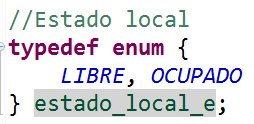 //Estado local
typedef enum {
    LIBRE, OCUPADO
} estado_local_e;